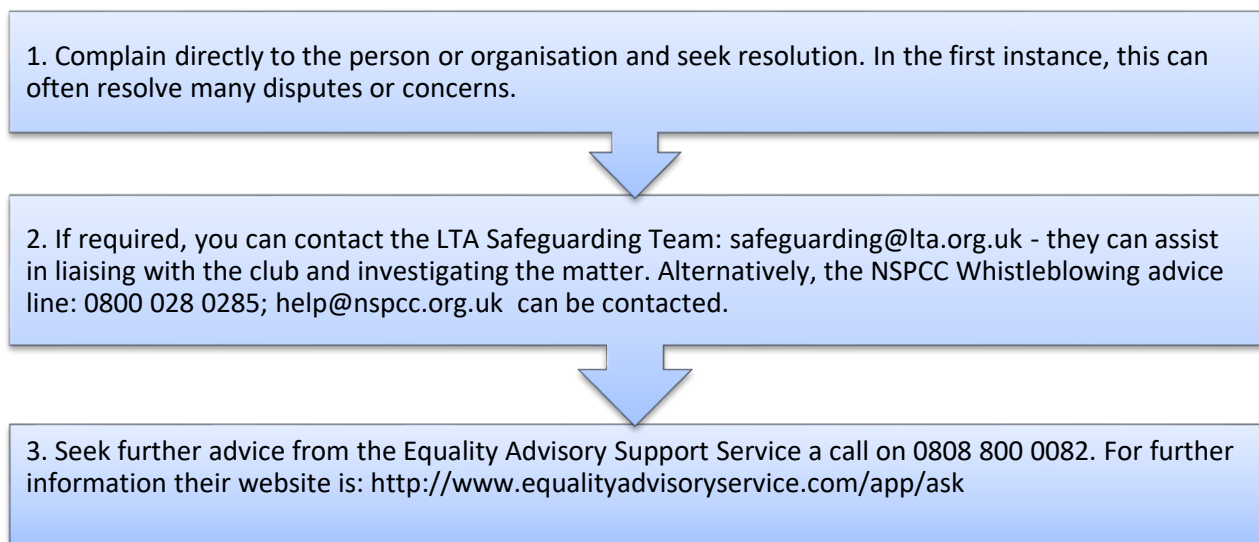 1. Complain directly to the person or organisation and seek resolution. In the first instance, this can
often resolve many disputes or concerns.
2. If required, you can contact the LTA Safeguarding Team: safeguarding@lta.org.uk - they can assist
in liaising with the club and investigating the matter. Alternatively, the NSPCC Whistleblowing advice
line: 0800 028 0285; help@nspcc.org.uk  can be contacted.
3. Seek further advice from the Equality Advisory Support Service a call on 0808 800 0082. For further
information their website is: http://www.equalityadvisoryservice.com/app/ask